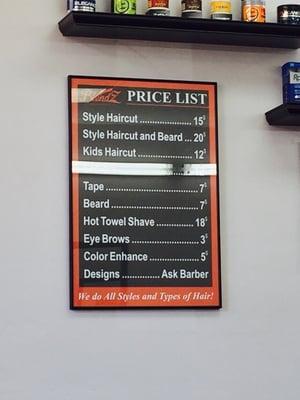 ELEGANCE
PRICE LIST
Style Haircut ..................... 15$
Style Haircut and Beard ... 20$
Kids Haircut ..................... 12$
Tape .................................... 7$
Beard ................................... 7$
Hot Towel Shave .............. 18$
Eye Brows ........................... 3$
Color Enhance ................... 5$
Designs ............... Ask Barber
We do All Styles and Types of Hair!